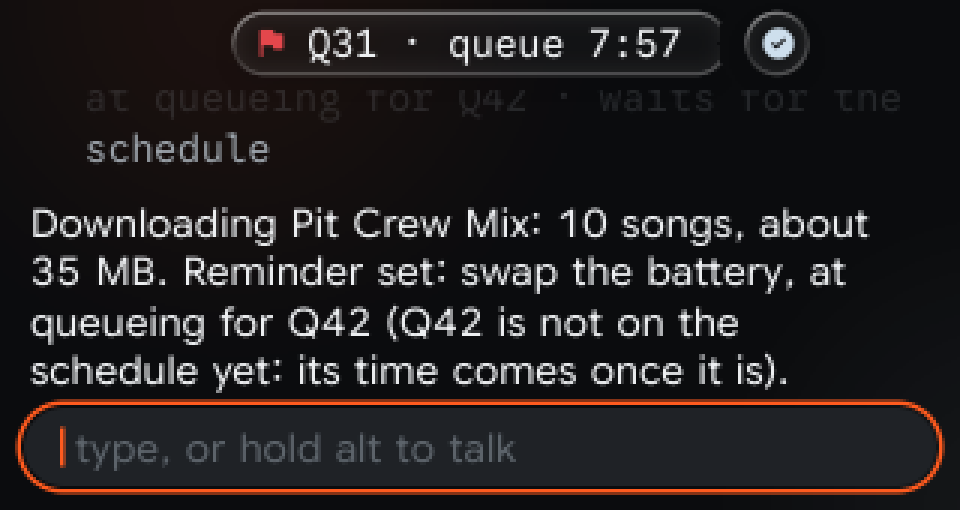 Q31 · queue 7:57
at queueing for Q42 · waits for the
schedule
Downloading Pit Crew Mix: 10 songs, about
35 MB. Reminder set: swap the battery, at
queueing for Q42 (Q42 is not on the
schedule yet: its time comes once it is).
type, or hold alt to talk